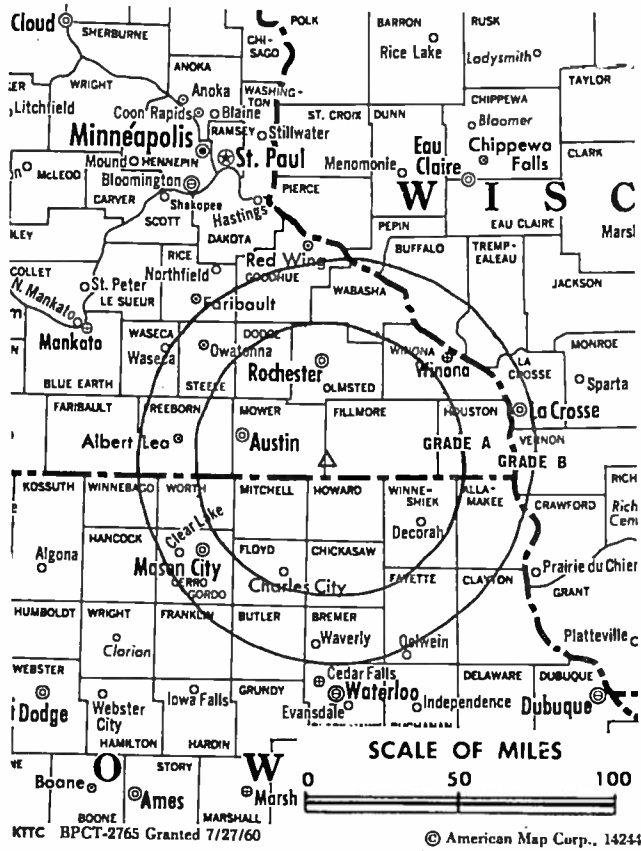 Cloud SHERBURNE POLK BARRON RUSK
CHI-
SAGO
Rice Lake Ladysmith
ANOKA TAYLOR
WRIGHT Anoka WASHING-
TON CHIPPEWA
Litchfield Coon Rapids Blaine ST. CROIX DUNN Bloomer
Minneapolis RAMSEY Stillwater Eau
Claire Chippewa
Falls CLARK
Mound HENNEPIN St. Paul Menomonie
McLEOD Bloomington PIERCE W I S C
CARVER Shakopee Hastings EAU CLAIRE
SCOTT DAKOTA PEPIN
BUFFALO TREMP-
EALEAU
RICE Red Wing
COLLET Northfield GOODHUE JACKSON
N. Mankato St. Peter WABASHA
LE SUEUR Faribault
Mankato WASECA DODGE MONROE
Waseca Owatonna WINONA Winona LA
CROSSE
Rochester Sparta
BLUE EARTH STEELE OLMSTED
FARIBAULT REEBORN MOWER FILLMORE HOUSTON La Crosse
Albert Lea Austin GRADE A VERNON
GRADE B
KOSSUTH WINNEBAGO WORTH MITCHELL HOWARD WINNE-
SHIEK ALLA-
MAKEE CRAWFORD RICH
HANCOCK Clear Lake Decorah
Algona Mason City FLOYD CHICKASAW
CERRO
GORDO Charles City FAYETTE CLAYTON Prairie du Chien
GRANT
HUMBOLDT WRIGHT FRANKLIN BUTLER BREMER Platteville
Clarion Waverly Oelwein
WEBSTER Cedar Falls DELAWARE DUBUQUE
Dodge Webster
City Iowa Falls GRUNDY Waterloo Independence Dubuque
Evansdale BUCHANAN
HAMILTON HARDIN
O W SCALE OF MILES
STORY 0 50 100
Boone Ames Marsh
BOONE MARSHALL
KTTC BPCT-2765 Granted 7/27/60 © American Map Corp., 14244